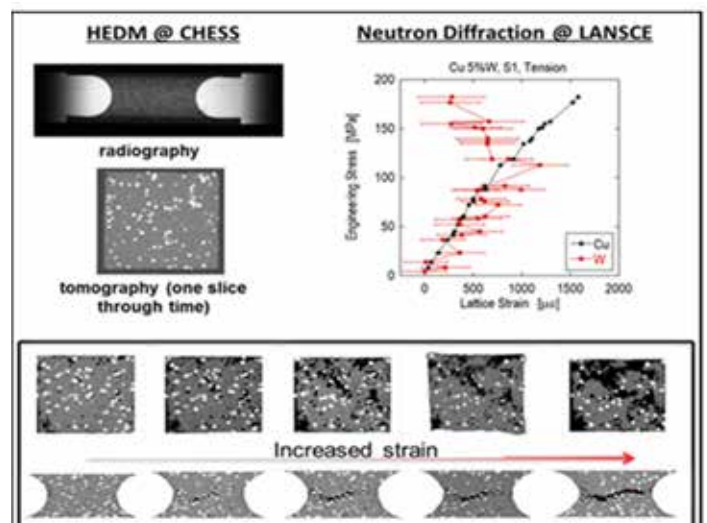 HEDM @ CHESS
radiography
tomography (one slice
through time)
Neutron Diffraction @ LANSCE
Cu 5%W, S1, Tension
Engineering Stress [MPa]
200
150
100
50
0
0 500 1000 1500 2000
Lattice Strain [με]
Cu
W
Increased strain